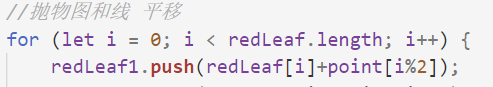 //抛物图和线 平移
for (let i = 0; i < redLeaf.length; i++) {
redLeaf1.push(redLeaf[i]+point[i%2]);